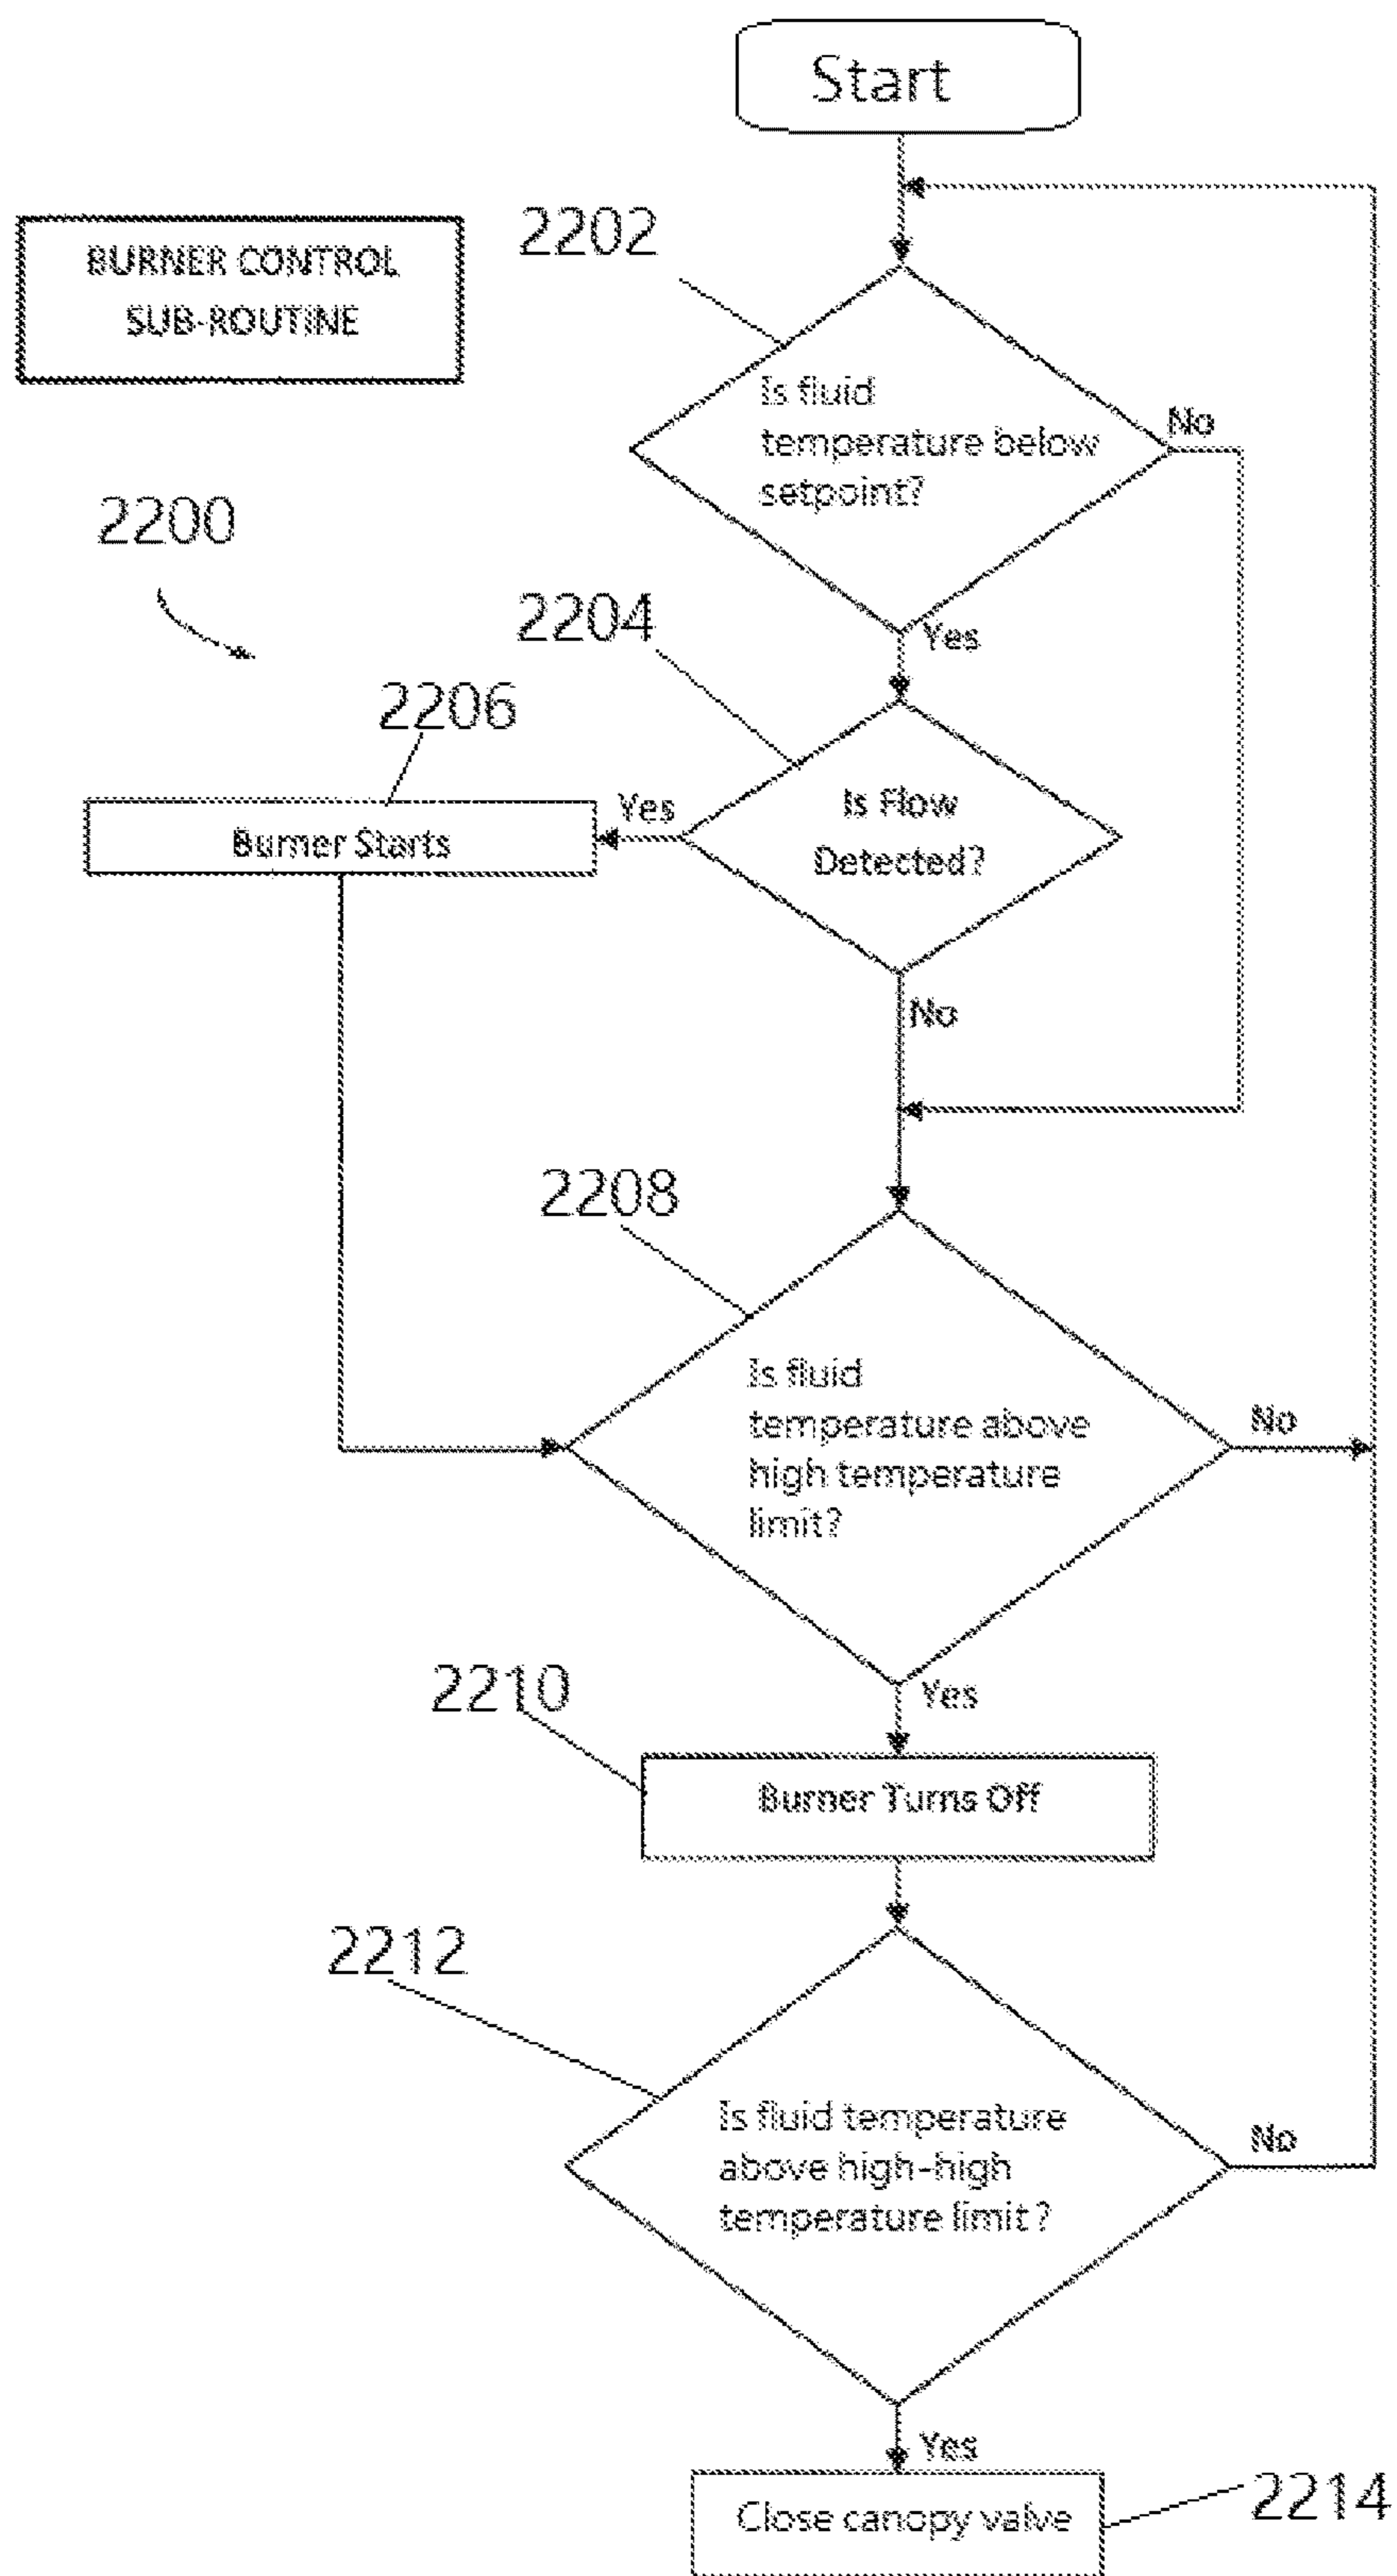 Start
BURNER CONTROL
SUB-ROUTINE
2202
Is fluid
temperature below
setpoint?
No
2200
Yes
2204
2206
Yes
Burner Starts
Is Flow
Detected?
No
2208
Is fluid
temperature above
high temperature
limit?
No
Yes
2210
Burner Turns Off
2212
Is fluid temperature
above high-high
temperature limit?
No
Yes
Close canopy valve
2214